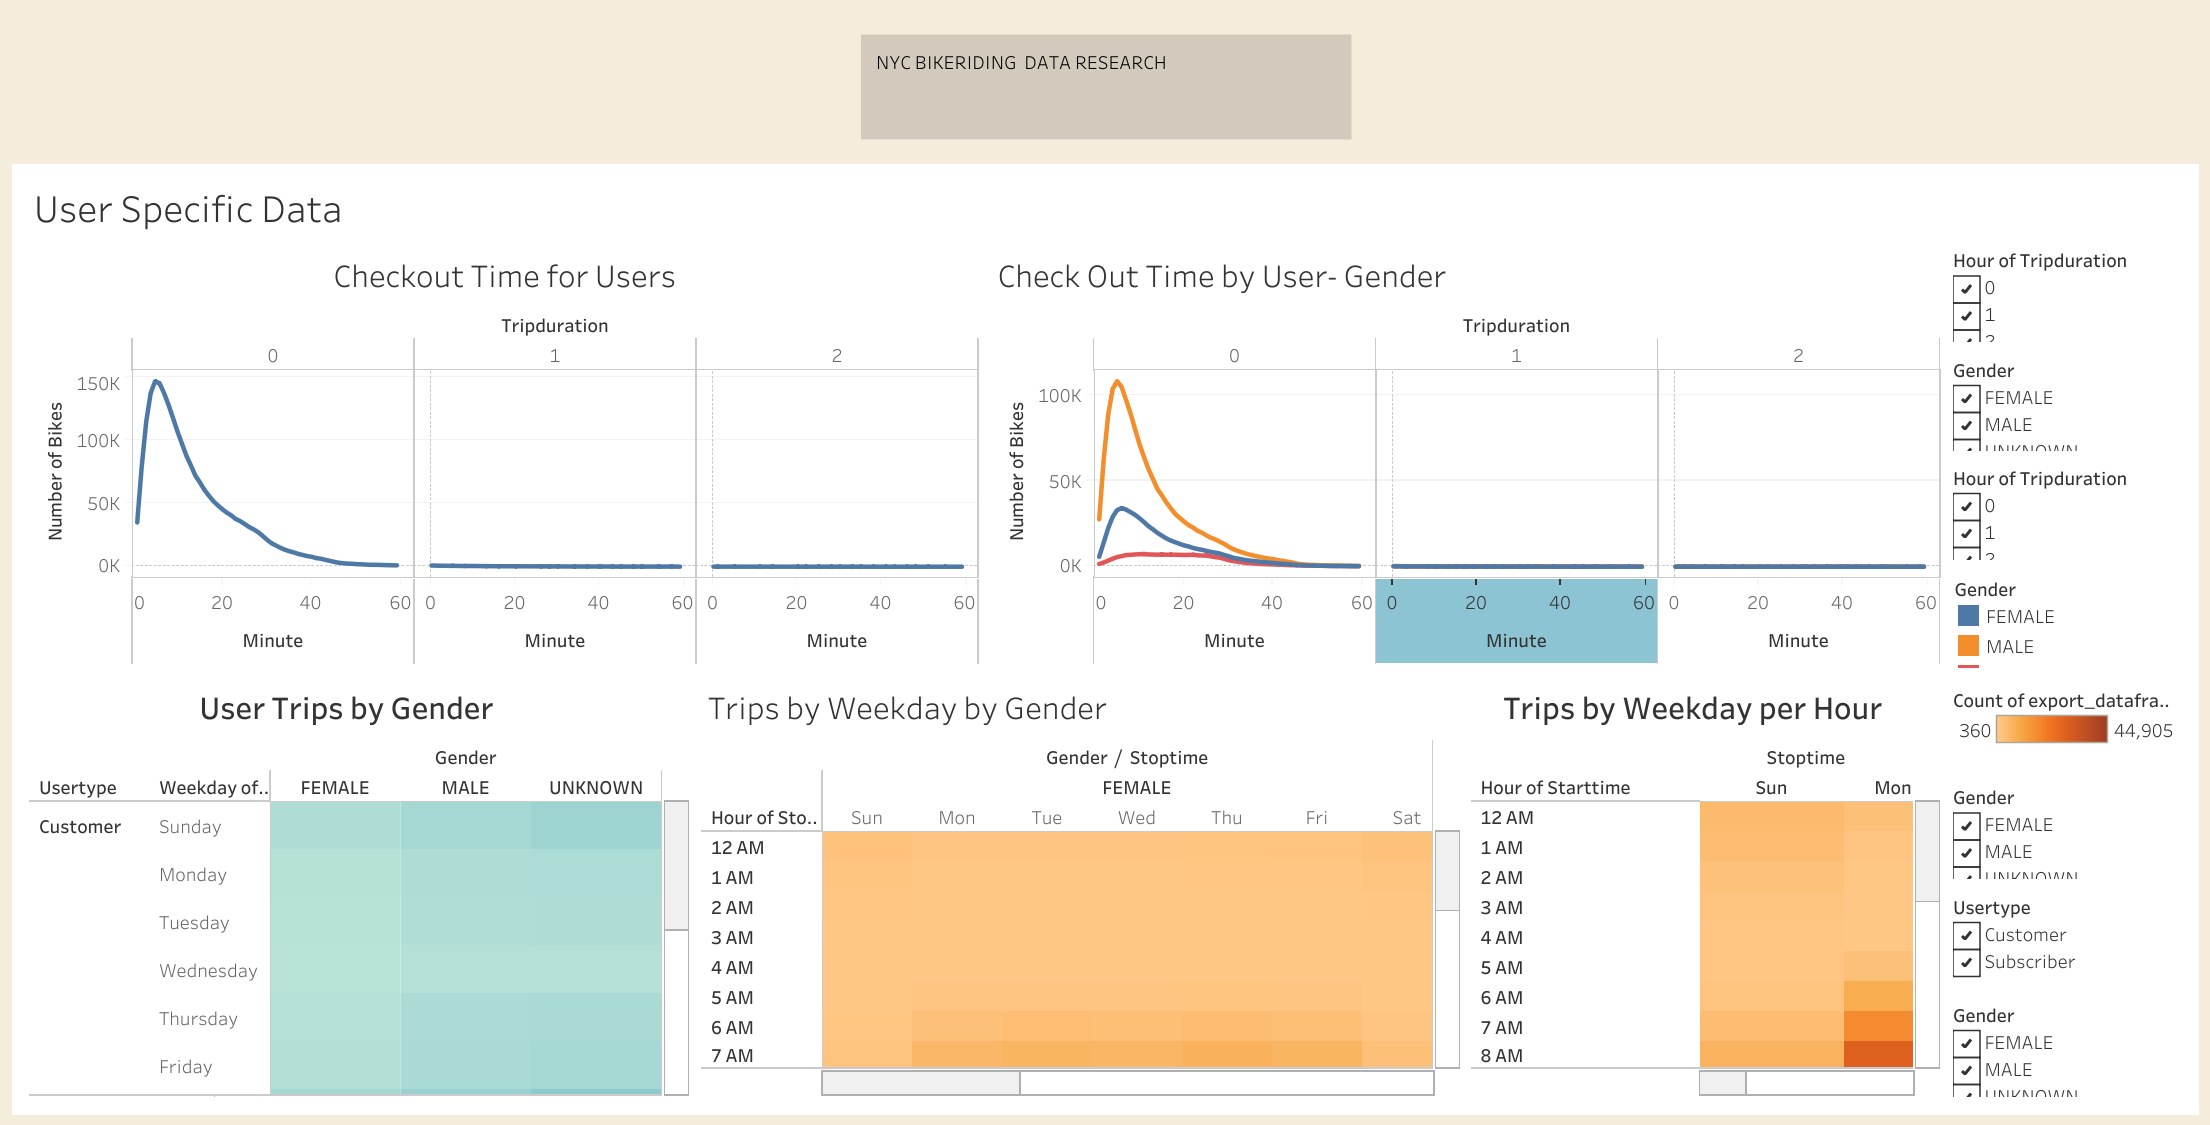 NYC BIKERIDING  DATA RESEARCH
User Specific Data
Checkout Time for Users
Tripduration
0 1 2
Number of Bikes
150K
100K
50K
0K
0 20 40 60 0 20 40 60 0 20 40 60
Minute Minute Minute
Check Out Time by User- Gender
Tripduration
0 1 2
Number of Bikes
100K
50K
0K
0 20 40 60 0 20 40 60 0 20 40 60
Minute Minute Minute
Hour of Tripduration
0
1
2
Gender
FEMALE
MALE
UNKNOWN
Hour of Tripduration
0
1
2
Gender
FEMALE
MALE
User Trips by Gender
Gender
Usertype Weekday of.. FEMALE MALE UNKNOWN
Customer Sunday
Monday
Tuesday
Wednesday
Thursday
Friday
Trips by Weekday by Gender
Gender / Stoptime
FEMALE
Hour of Sto.. Sun Mon Tue Wed Thu Fri Sat
12 AM
1 AM
2 AM
3 AM
4 AM
5 AM
6 AM
7 AM
Trips by Weekday per Hour
Stoptime
Hour of Starttime Sun Mon
12 AM
1 AM
2 AM
3 AM
4 AM
5 AM
6 AM
7 AM
8 AM
Count of export_datafra..
360 44,905
Gender
FEMALE
MALE
UNKNOWN
Usertype
Customer
Subscriber
Gender
FEMALE
MALE
UNKNOWN